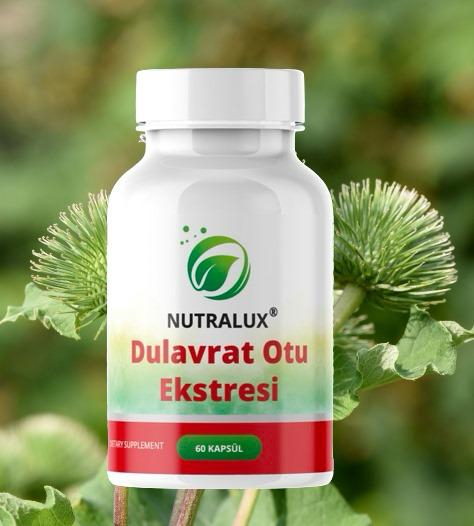 NUTRALUX®
Dulavrat Otu
Ekstresi
DIETARY SUPPLEMENT
60 KAPSÜL